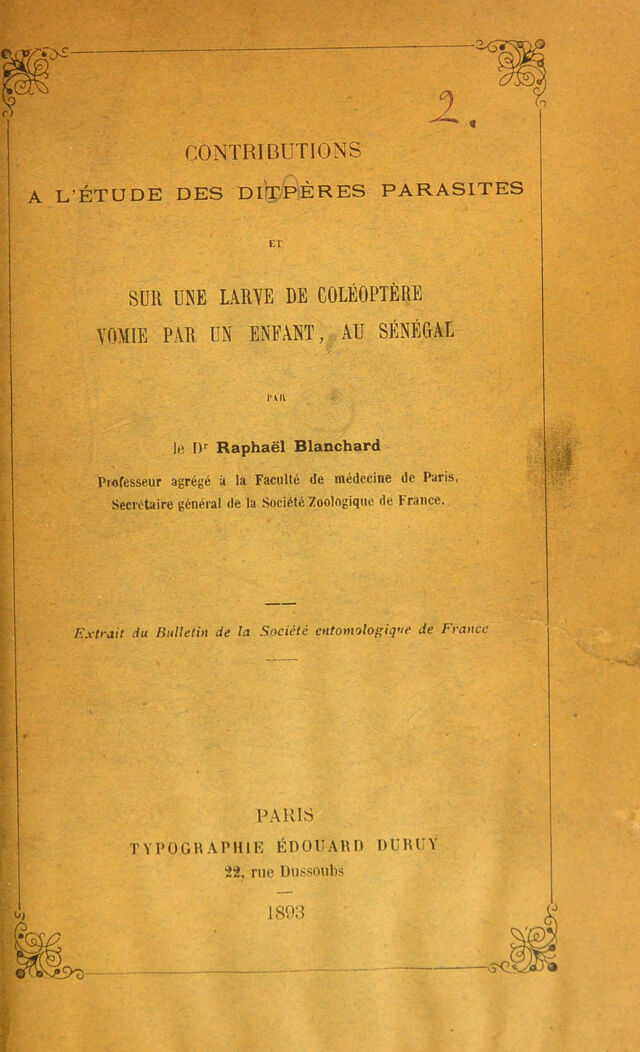 2.
CONTRIBUTIONS
A L'ÉTUDE DES DITPÈRES PARASITES
ET
SUR UNE LARVE DE COLÉOPTÈRE
VOMIE PAR UN ENFANT, AU SÉNÉGAL
PAR
le Dr Raphaël Blanchard
Professeur agrégé à la Faculté de médecine de Paris,
Secrétaire général de la Société Zoologique de France.
Extrait du Bulletin de la Société entomologique de France
PARIS
TYPOGRAPHIE ÉDOUARD DURUY
22, rue Dussoubs
1893